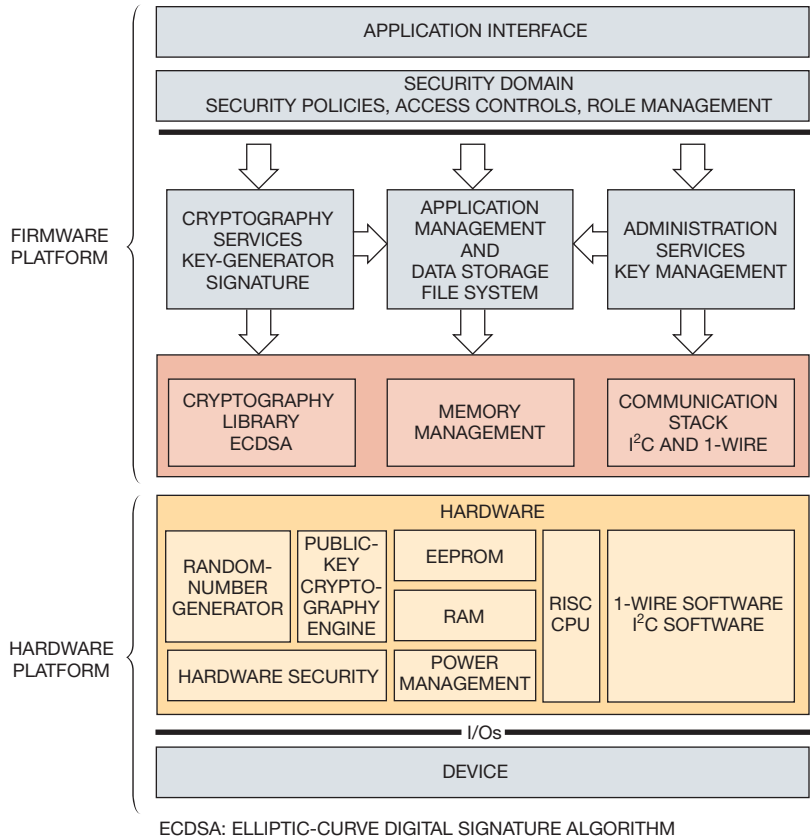 APPLICATION INTERFACE
SECURITY DOMAIN
SECURITY POLICIES, ACCESS CONTROLS, ROLE MANAGEMENT
FIRMWARE
PLATFORM
CRYPTOGRAPHY
SERVICES
KEY-GENERATOR
SIGNATURE
APPLICATION
MANAGEMENT
AND
DATA STORAGE
FILE SYSTEM
ADMINISTRATION
SERVICES
KEY MANAGEMENT
CRYPTOGRAPHY
LIBRARY
ECDSA
MEMORY
MANAGEMENT
COMMUNICATION
STACK
I²C AND 1-WIRE
HARDWARE
PLATFORM
HARDWARE
RANDOM-
NUMBER
GENERATOR
PUBLIC-
KEY
CRYPTO-
GRAPHY
ENGINE
EEPROM
RAM
RISC
CPU
1-WIRE SOFTWARE
I²C SOFTWARE
HARDWARE SECURITY
POWER
MANAGEMENT
I/Os
DEVICE
ECDSA: ELLIPTIC-CURVE DIGITAL SIGNATURE ALGORITHM